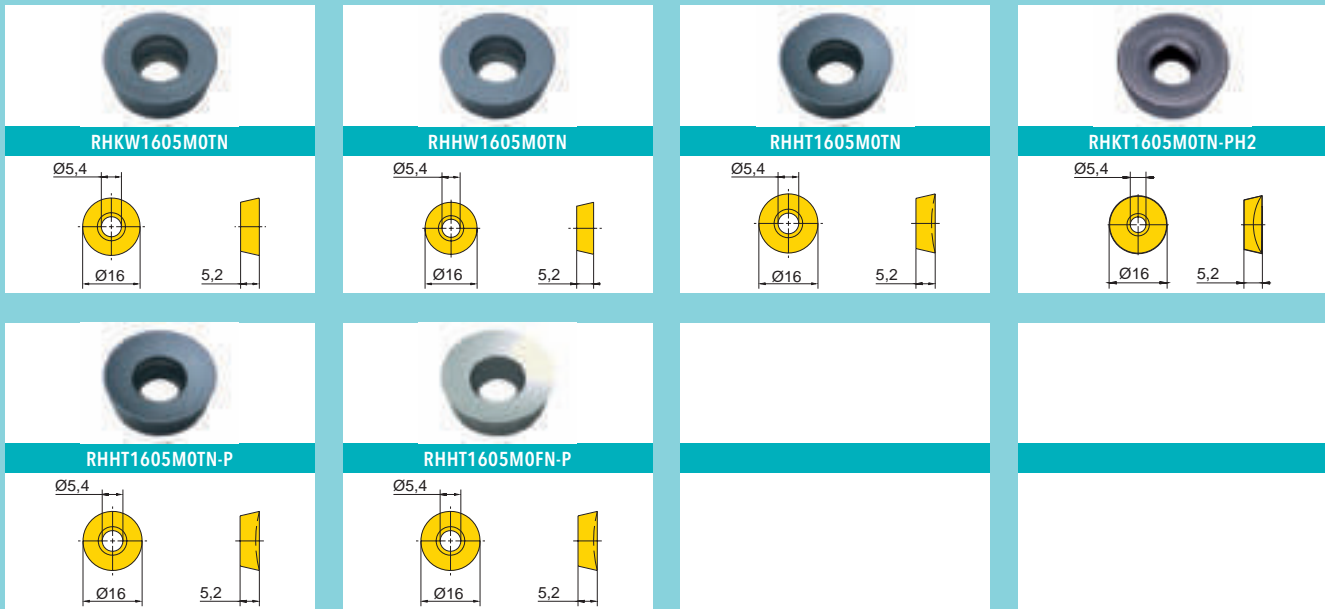 RHKW1605M0TN
RHHW1605M0TN
RHHT1605M0TN
RHKT1605M0TN-PH2
Ø5,4
Ø16
5,2
Ø5,4
Ø16
5,2
Ø5,4
Ø16
5,2
Ø5,4
Ø16
5,2
RHHT1605M0TN-P
RHHT1605M0FN-P
Ø5,4
Ø16
5,2
Ø5,4
Ø16
5,2